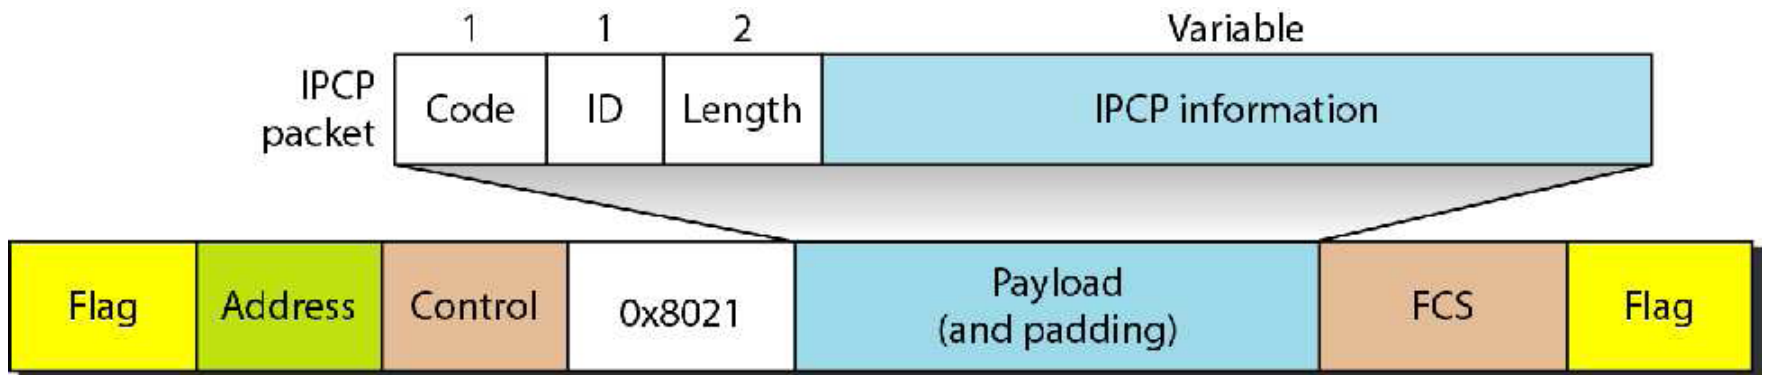 1 1 2 Variable
IPCP
packet
Code ID Length IPCP information
Flag Address Control 0x8021 Payload
(and padding) FCS Flag